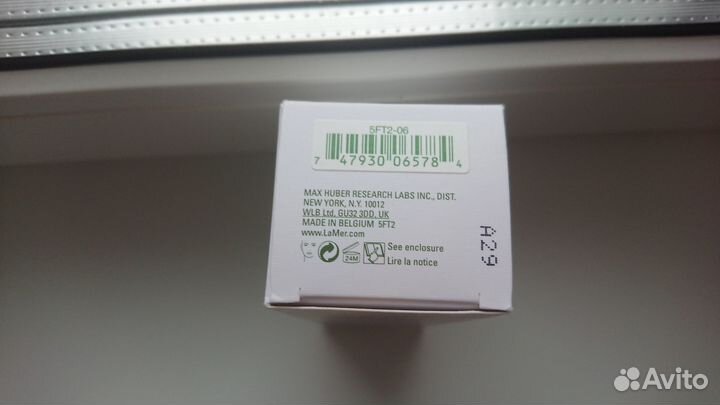 5FT2-06
7 47930 06578 4
MAX HUBER RESEARCH LABS INC., DIST.
NEW YORK, N.Y. 10012
WLB Ltd. GU32 3DD, UK
MADE IN BELGIUM 5FT2
www.LaMer.com
24M
See enclosure
Lire la notice
A29
Avito